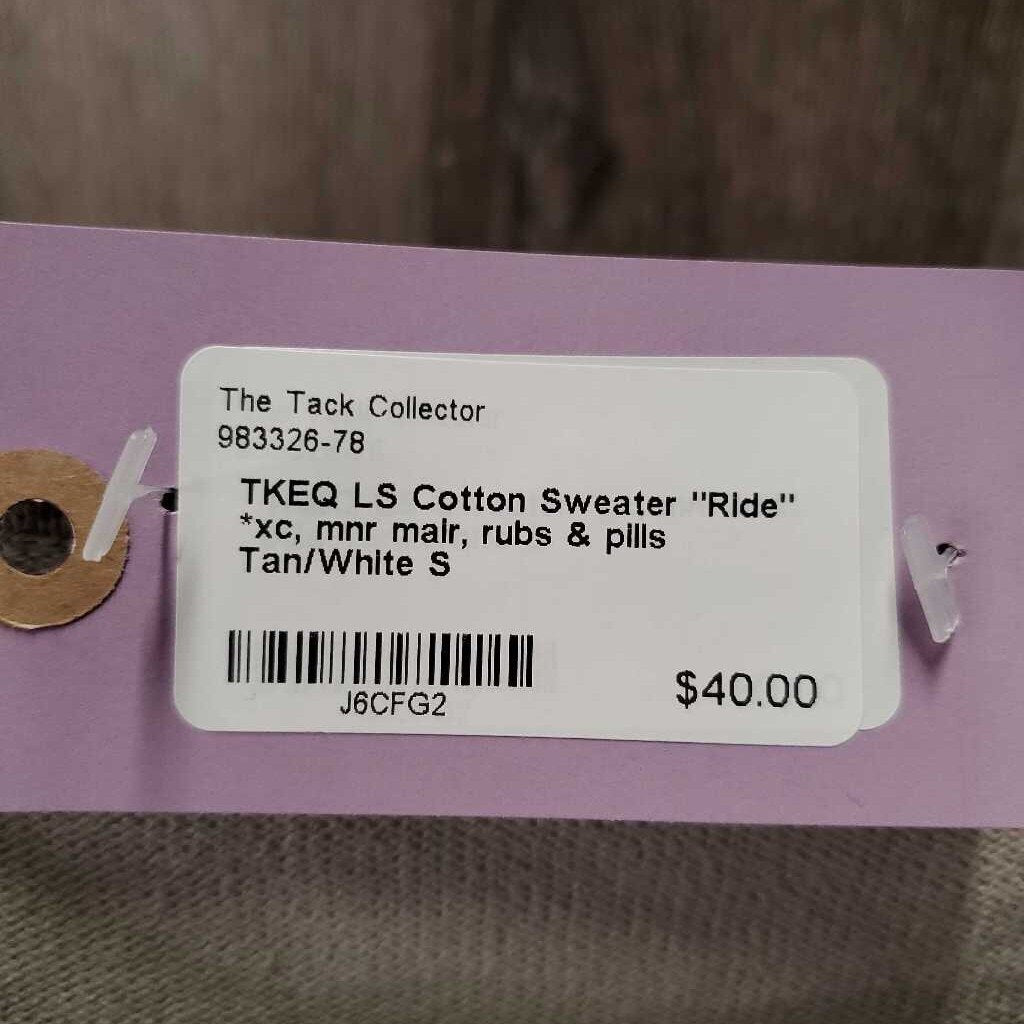 The Tack Collector
983326-78
TKEQ LS Cotton Sweater "Ride"
*xc, mnr mair, rubs & pills
Tan/White S
J6CFG2
$40.00